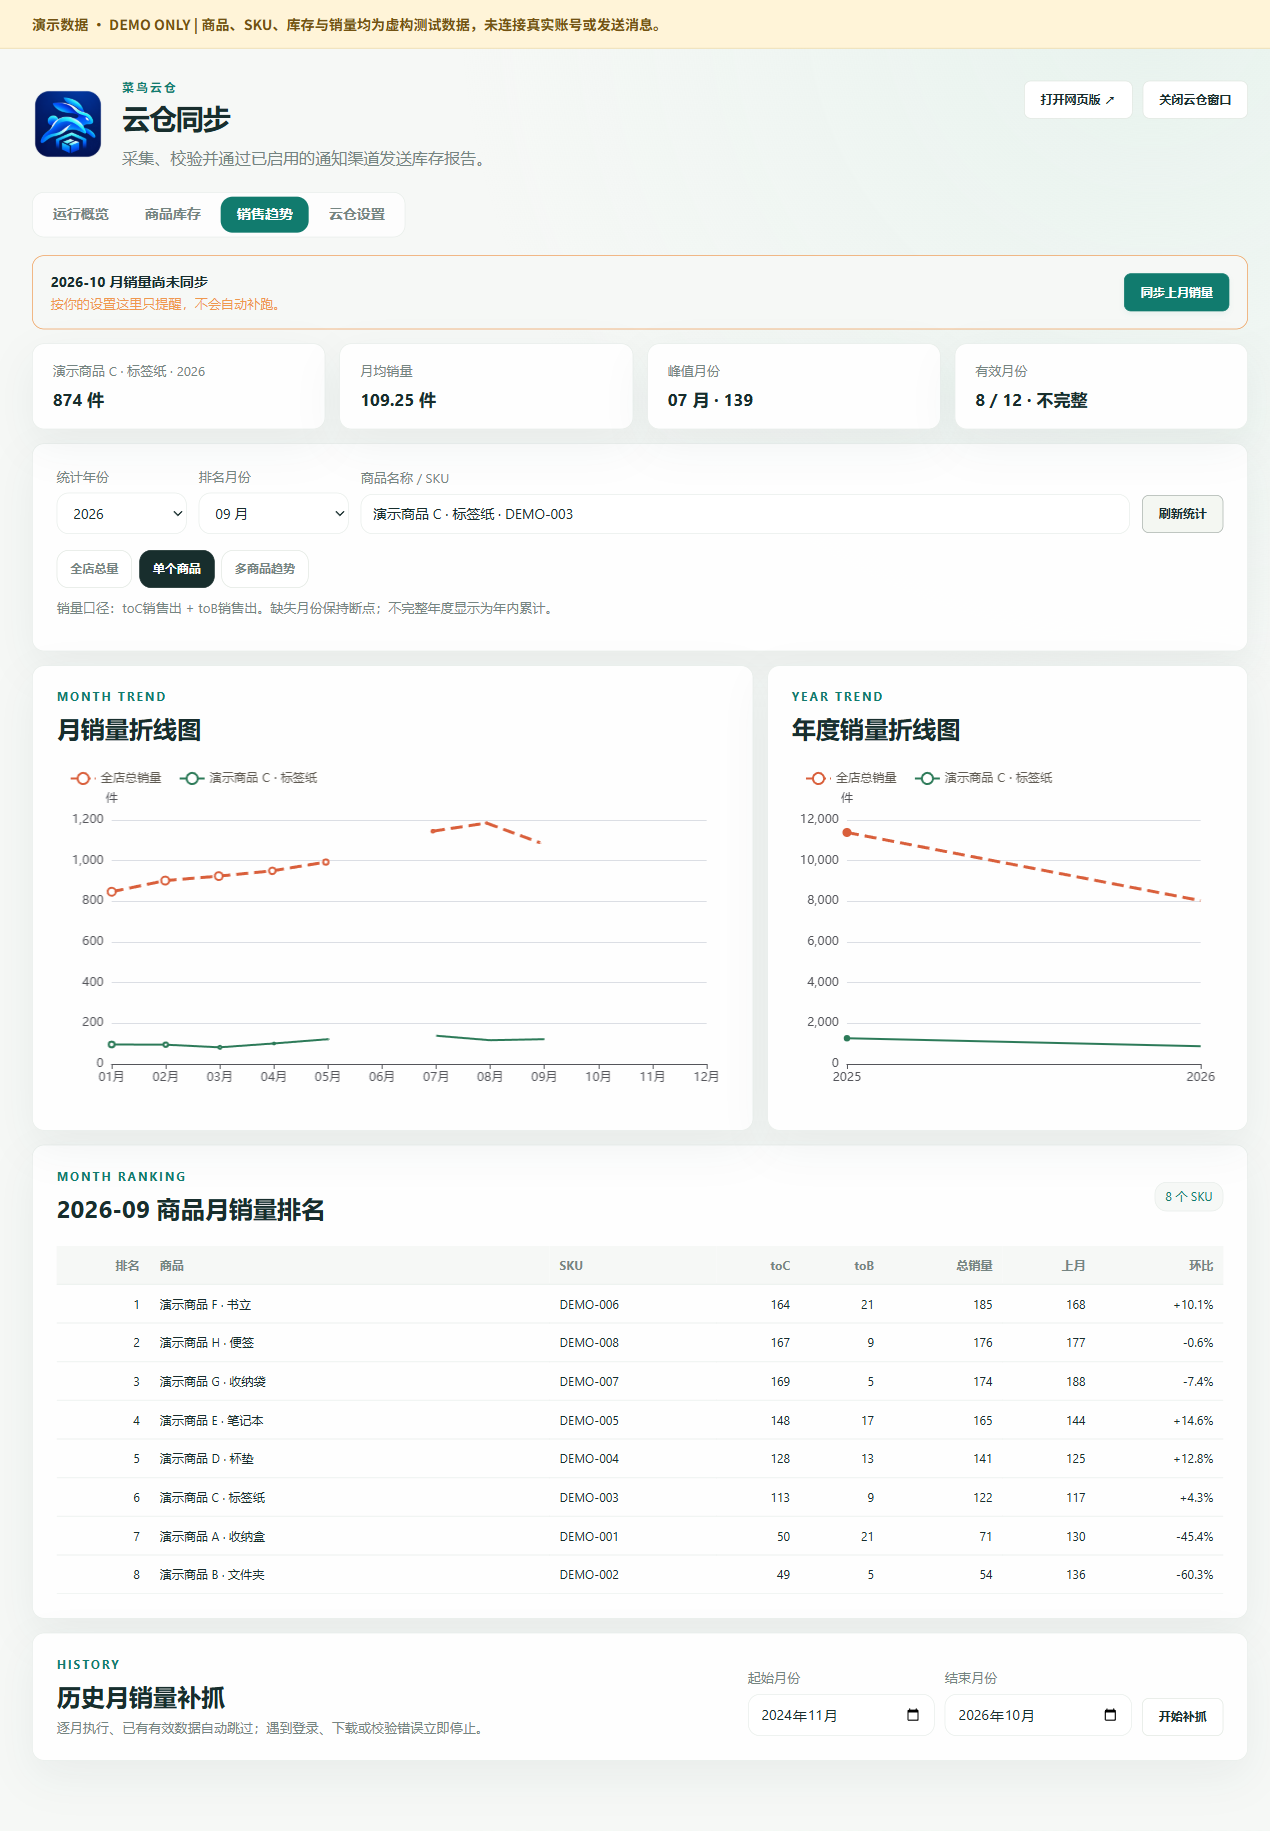 演示数据 • DEMO ONLY | 商品、SKU、库存与销量均为虚构测试数据，未连接真实账号或发送消息。
菜鸟云仓
云仓同步
采集、校验并通过已启用的通知渠道发送库存报告。
打开网页版 ↗
关闭云仓窗口
运行概览 商品库存 销售趋势 云仓设置
2026-10 月销量尚未同步
按你的设置这里只提醒，不会自动补跑。
同步上月销量
演示商品 C · 标签纸 · 2026
874 件
月均销量
109.25 件
峰值月份
07 月 · 139
有效月份
8 / 12 · 不完整
统计年份
2026
排名月份
09 月
商品名称 / SKU
演示商品 C · 标签纸 · DEMO-003
刷新统计
全店总量 单个商品 多商品趋势
销量口径：toC销售出 + toB销售出。缺失月份保持断点；不完整年度显示为年内累计。
MONTH TREND
月销量折线图
全店总销量 演示商品 C · 标签纸
件
1,200
1,000
800
600
400
200
0
01月 02月 03月 04月 05月 06月 07月 08月 09月 10月 11月 12月
YEAR TREND
年度销量折线图
全店总销量 演示商品 C · 标签纸
件
12,000
10,000
8,000
6,000
4,000
2,000
0
2025 2026
MONTH RANKING
2026-09 商品月销量排名
8 个 SKU
排名 商品 SKU toC toB 总销量 上月 环比
1 演示商品 F · 书立 DEMO-006 164 21 185 168 +10.1%
2 演示商品 H · 便签 DEMO-008 167 9 176 177 -0.6%
3 演示商品 G · 收纳袋 DEMO-007 169 5 174 188 -7.4%
4 演示商品 E · 笔记本 DEMO-005 148 17 165 144 +14.6%
5 演示商品 D · 杯垫 DEMO-004 128 13 141 125 +12.8%
6 演示商品 C · 标签纸 DEMO-003 113 9 122 117 +4.3%
7 演示商品 A · 收纳盒 DEMO-001 50 21 71 130 -45.4%
8 演示商品 B · 文件夹 DEMO-002 49 5 54 136 -60.3%
HISTORY
历史月销量补抓
逐月执行、已有有效数据自动跳过；遇到登录、下载或校验错误立即停止。
起始月份
2024年11月
结束月份
2026年10月
开始补抓